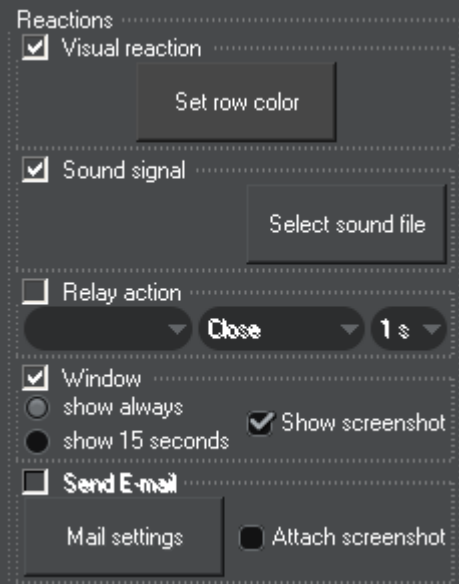 Reactions
Visual reaction
Set row color
Sound signal
Select sound file
Relay action
Close 1 s
Window
show always
Show screenshot
show 15 seconds
Send E-mail
Mail settings Attach screenshot